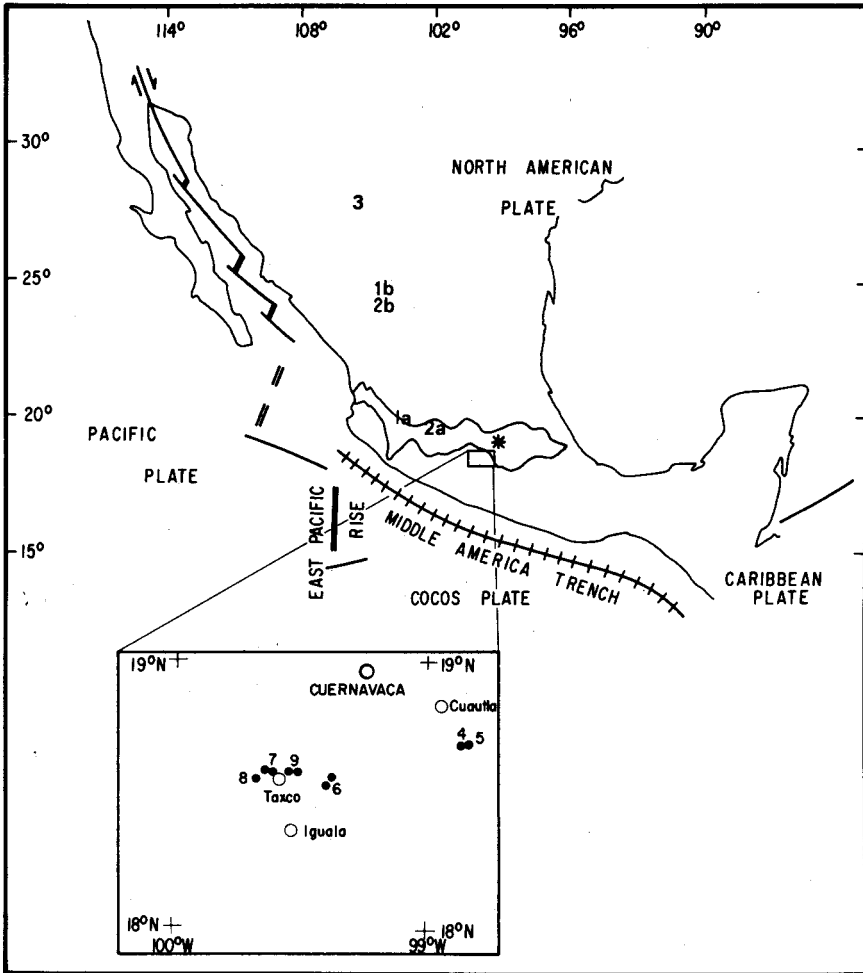 114° 108° 102° 96° 90°
30°
25°
20°
15°
NORTH AMERICAN
PLATE
3
1b
2b
1a
2a
*
PACIFIC
PLATE
EAST PACIFIC
RISE
MIDDLE AMERICA TRENCH
COCOS PLATE
CARIBBEAN
PLATE
19°N 19°N
CUERNAVACA
Cuautla
4 5
7 9
8 6
Taxco
Iguala
18°N 18°N
100°W 99°W